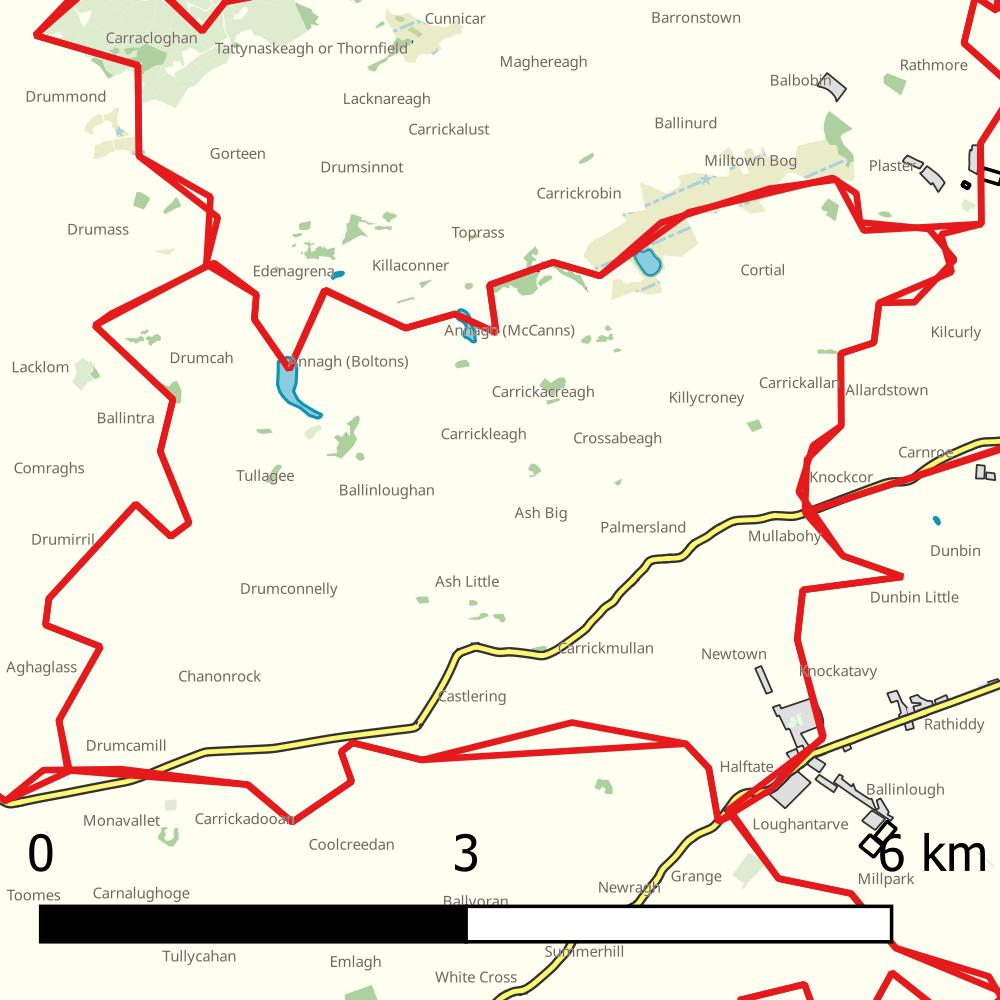 Cunnicar
Barronstown
Carracloghan
Tattynaskeagh or Thornfield
Maghereagh
Rathmore
Balbobin
Drummond
Lacknareagh
Ballinurd
Carrickalust
Gorteen
Milltown Bog
Drumsinnot
Plaster
Carrickrobin
Drumass
Toprass
Killaconner
Edenagrena
Cortial
Annagh (McCanns)
Kilcurly
Drumcah
Annagh (Boltons)
Lacklom
Carrickallan
Allardstown
Carrickacreagh
Killycroney
Ballintra
Carrickleagh
Crossabeagh
Carnroe
Comraghs
Tullagee
Knockcor
Ballinloughan
Ash Big
Palmersland
Drumirril
Mullabohy
Dunbin
Ash Little
Drumconnelly
Dunbin Little
Carrickmullan
Newtown
Aghaglass
Knockatavy
Chanonrock
Castlering
Rathiddy
Drumcamill
Halftate
Ballinlough
Monavallet
Carrickadooan
Loughantarve
Coolcreedan
0 3 6 km
Grange
Millpark
Newragh
Toomes
Carnalughoge
Ballyoran
Summerhill
Tullycahan
Emlagh
White Cross